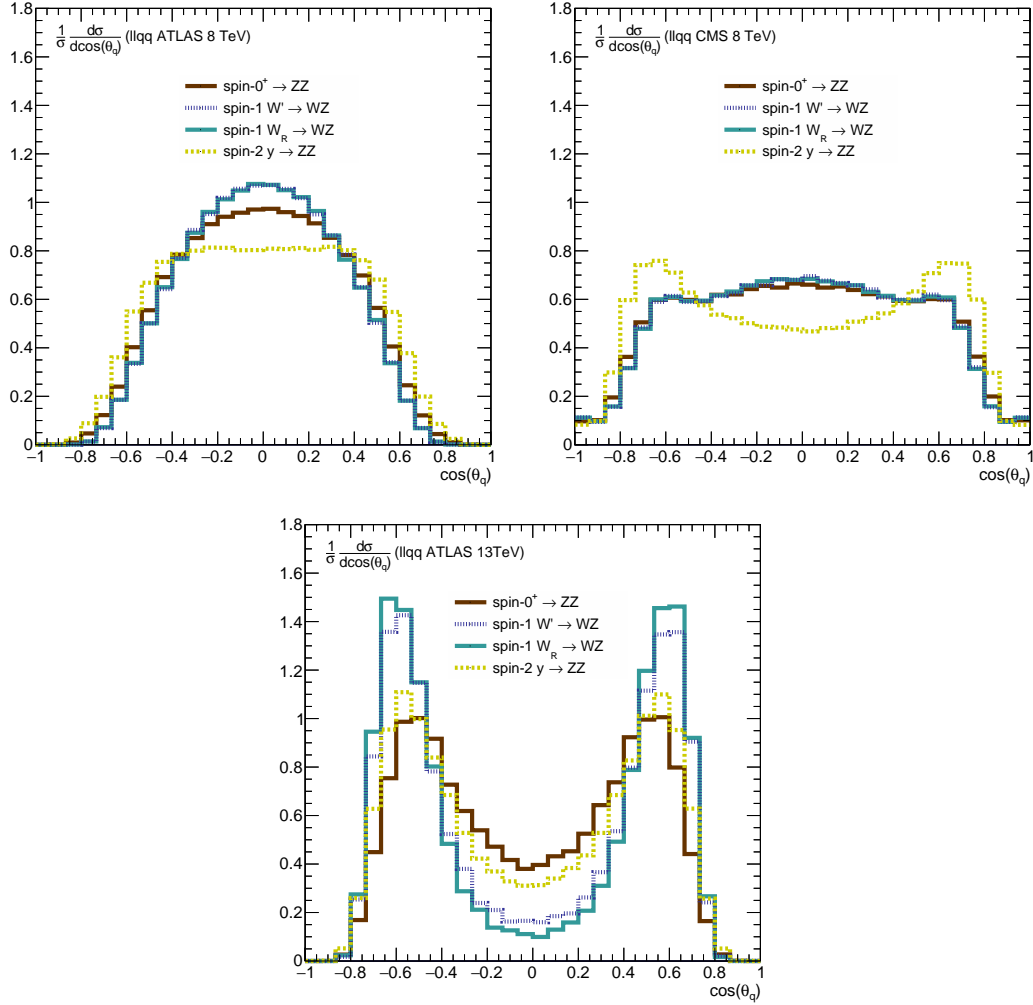 1/σ dσ/dcos(θq) (llqq ATLAS 8 TeV)
spin-0⁺ → ZZ
spin-1 W' → WZ
spin-1 W_R → WZ
spin-2 y → ZZ
1.8
1.6
1.4
1.2
1
0.8
0.6
0.4
0.2
0
−1 −0.8 −0.6 −0.4 −0.2 0 0.2 0.4 0.6 0.8 1
cos(θq)
1/σ dσ/dcos(θq) (llqq CMS 8 TeV)
spin-0⁺ → ZZ
spin-1 W' → WZ
spin-1 W_R → WZ
spin-2 y → ZZ
1.8
1.6
1.4
1.2
1
0.8
0.6
0.4
0.2
0
−1 −0.8 −0.6 −0.4 −0.2 0 0.2 0.4 0.6 0.8 1
cos(θq)
1/σ dσ/dcos(θq) (llqq ATLAS 13TeV)
spin-0⁺ → ZZ
spin-1 W' → WZ
spin-1 W_R → WZ
spin-2 y → ZZ
1.8
1.6
1.4
1.2
1
0.8
0.6
0.4
0.2
0
−1 −0.8 −0.6 −0.4 −0.2 0 0.2 0.4 0.6 0.8 1
cos(θq)